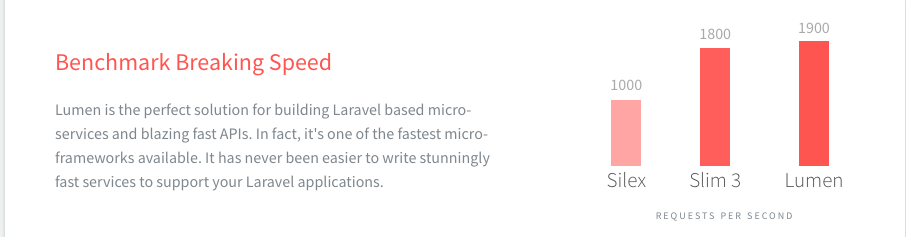 Benchmark Breaking Speed
Lumen is the perfect solution for building Laravel based micro-
services and blazing fast APIs. In fact, it's one of the fastest micro-
frameworks available. It has never been easier to write stunningly
fast services to support your Laravel applications.
1000
1800
1900
Silex
Slim 3
Lumen
REQUESTS PER SECOND